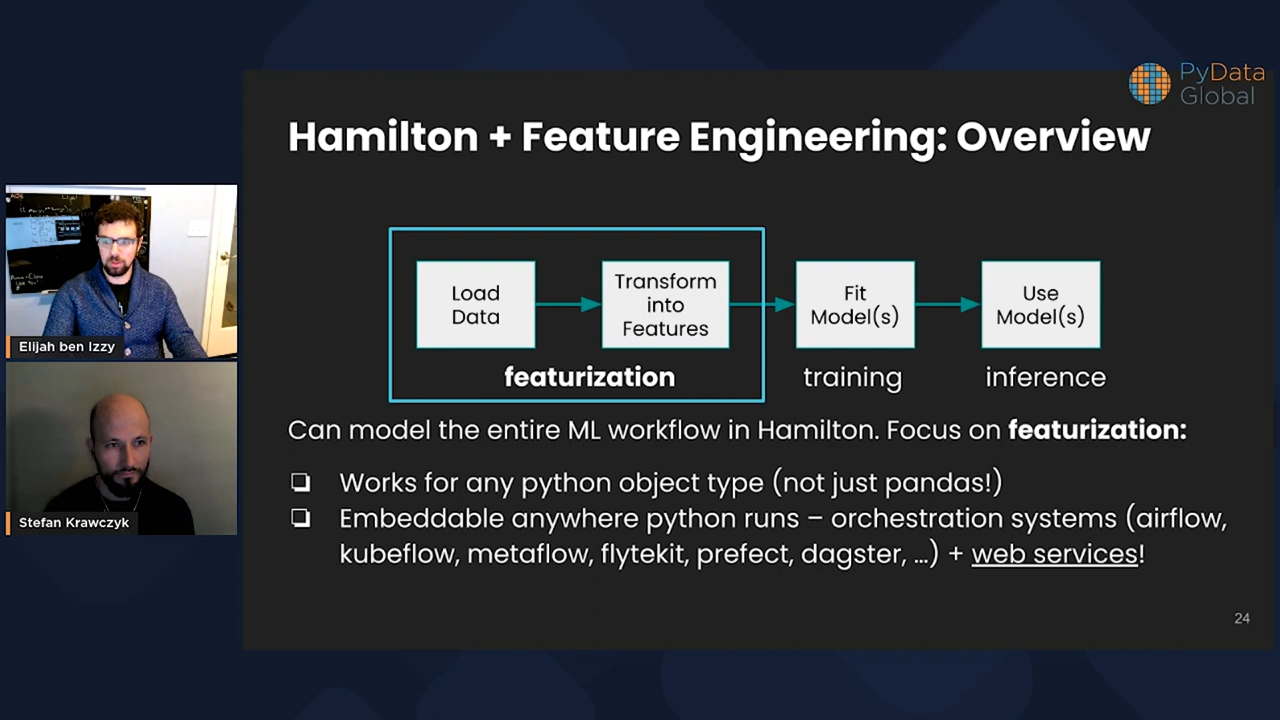 PyData
Global
Hamilton + Feature Engineering: Overview
Load
Data
Transform
into
Features
Fit
Model(s)
Use
Model(s)
featurization
training
inference
Can model the entire ML workflow in Hamilton. Focus on featurization:
Works for any python object type (not just pandas!)
Embeddable anywhere python runs – orchestration systems (airflow,
kubeflow, metaflow, flytekit, prefect, dagster, ...) + web services!
24
Elijah ben Izzy
Stefan Krawczyk